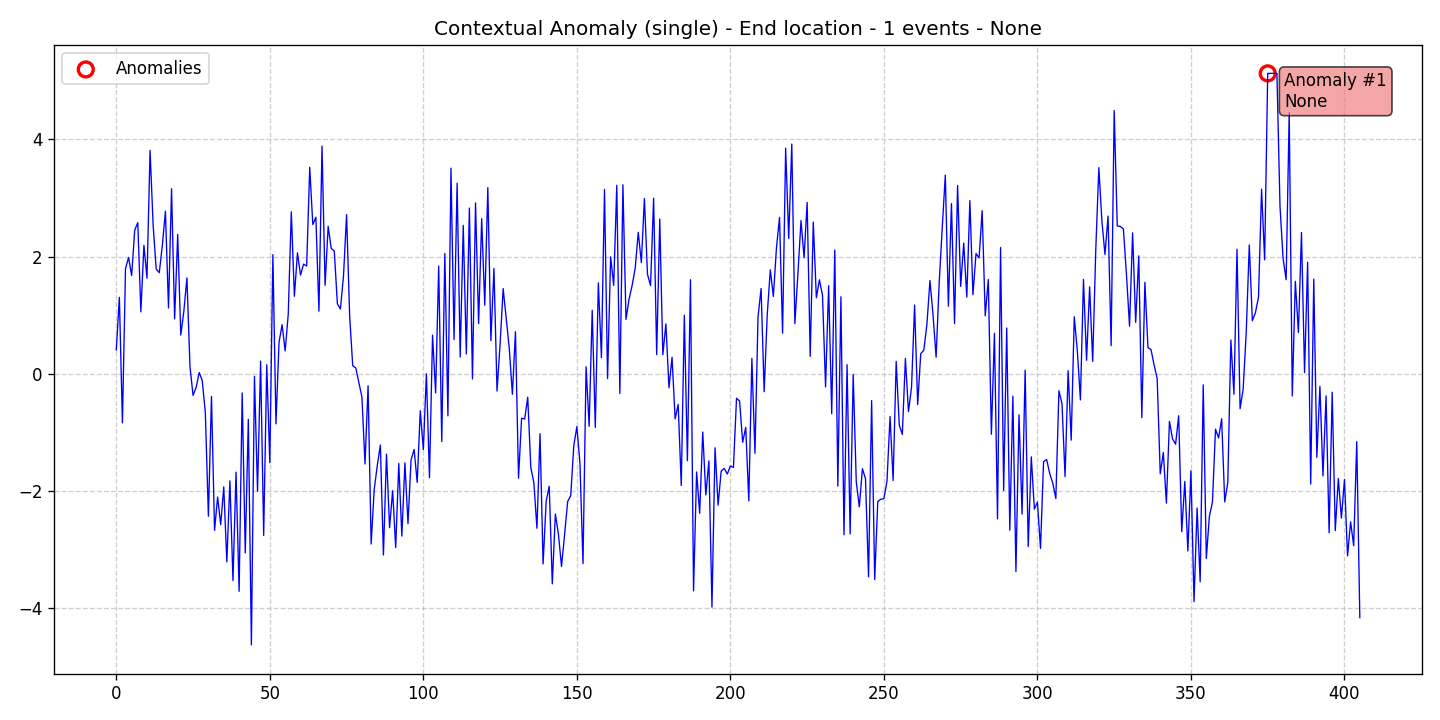 Contextual Anomaly (single) - End location - 1 events - None
Anomalies
Anomaly #1
None
4
2
0
−2
−4
0 50 100 150 200 250 300 350 400